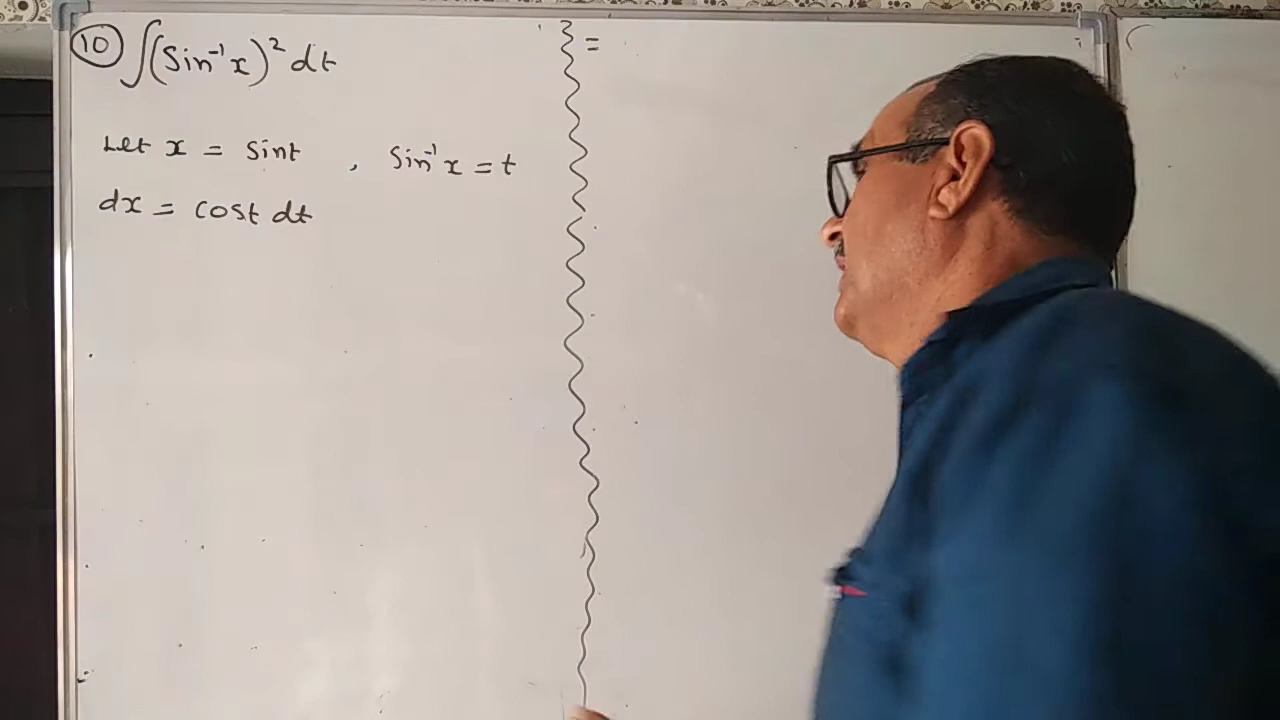 10 ∫(Sin⁻¹x)² dt
Let x = Sint , Sin⁻¹x = t
dx = cost dt
=